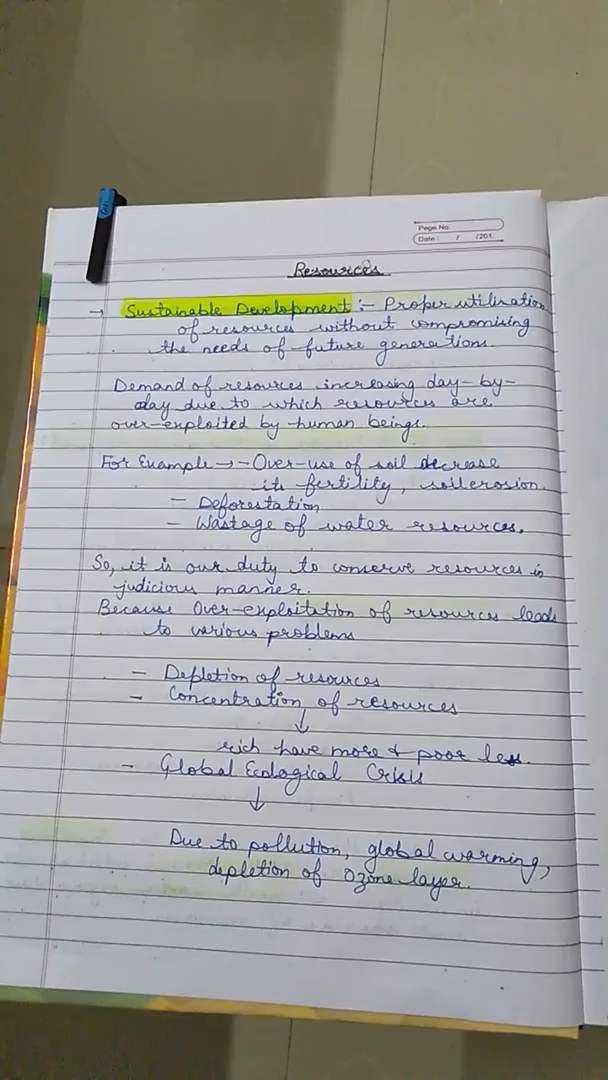 Page No.
Date : / /201
Resources
→ Sustainable Development :- Proper utilisation
of resources without compromising
the needs of future generations.
Demand of resources increasing day-by-
day due to which resources are
over-exploited by human beings.
For Example → - Over-use of soil decrease
its fertility, soil erosion.
- Deforestation
- Wastage of water resources.
So, it is our duty to conserve resources in
judicious manner.
Because Over-exploitation of resources leads
to various problems
- Depletion of resources
- Concentration of resources
↓
rich have more & poor less.
- Global Ecological Crisis
↓
Due to pollution, global warming,
depletion of Ozone layer.